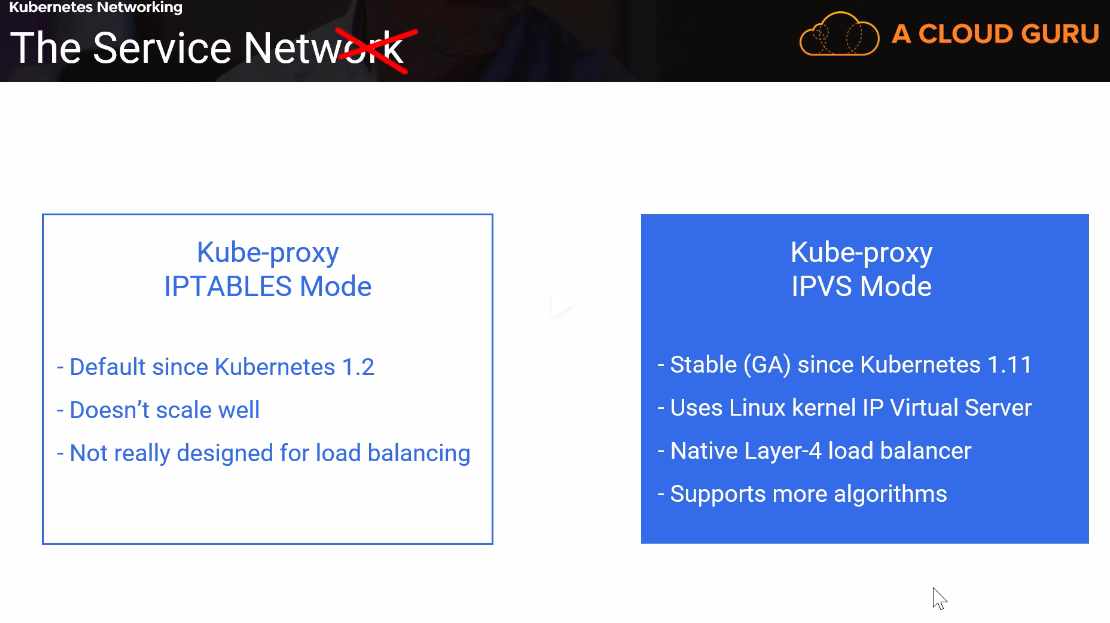 Kubernetes Networking
The Service Network
A CLOUD GURU
Kube-proxy
IPTABLES Mode
- Default since Kubernetes 1.2
- Doesn’t scale well
- Not really designed for load balancing
Kube-proxy
IPVS Mode
- Stable (GA) since Kubernetes 1.11
- Uses Linux kernel IP Virtual Server
- Native Layer-4 load balancer
- Supports more algorithms